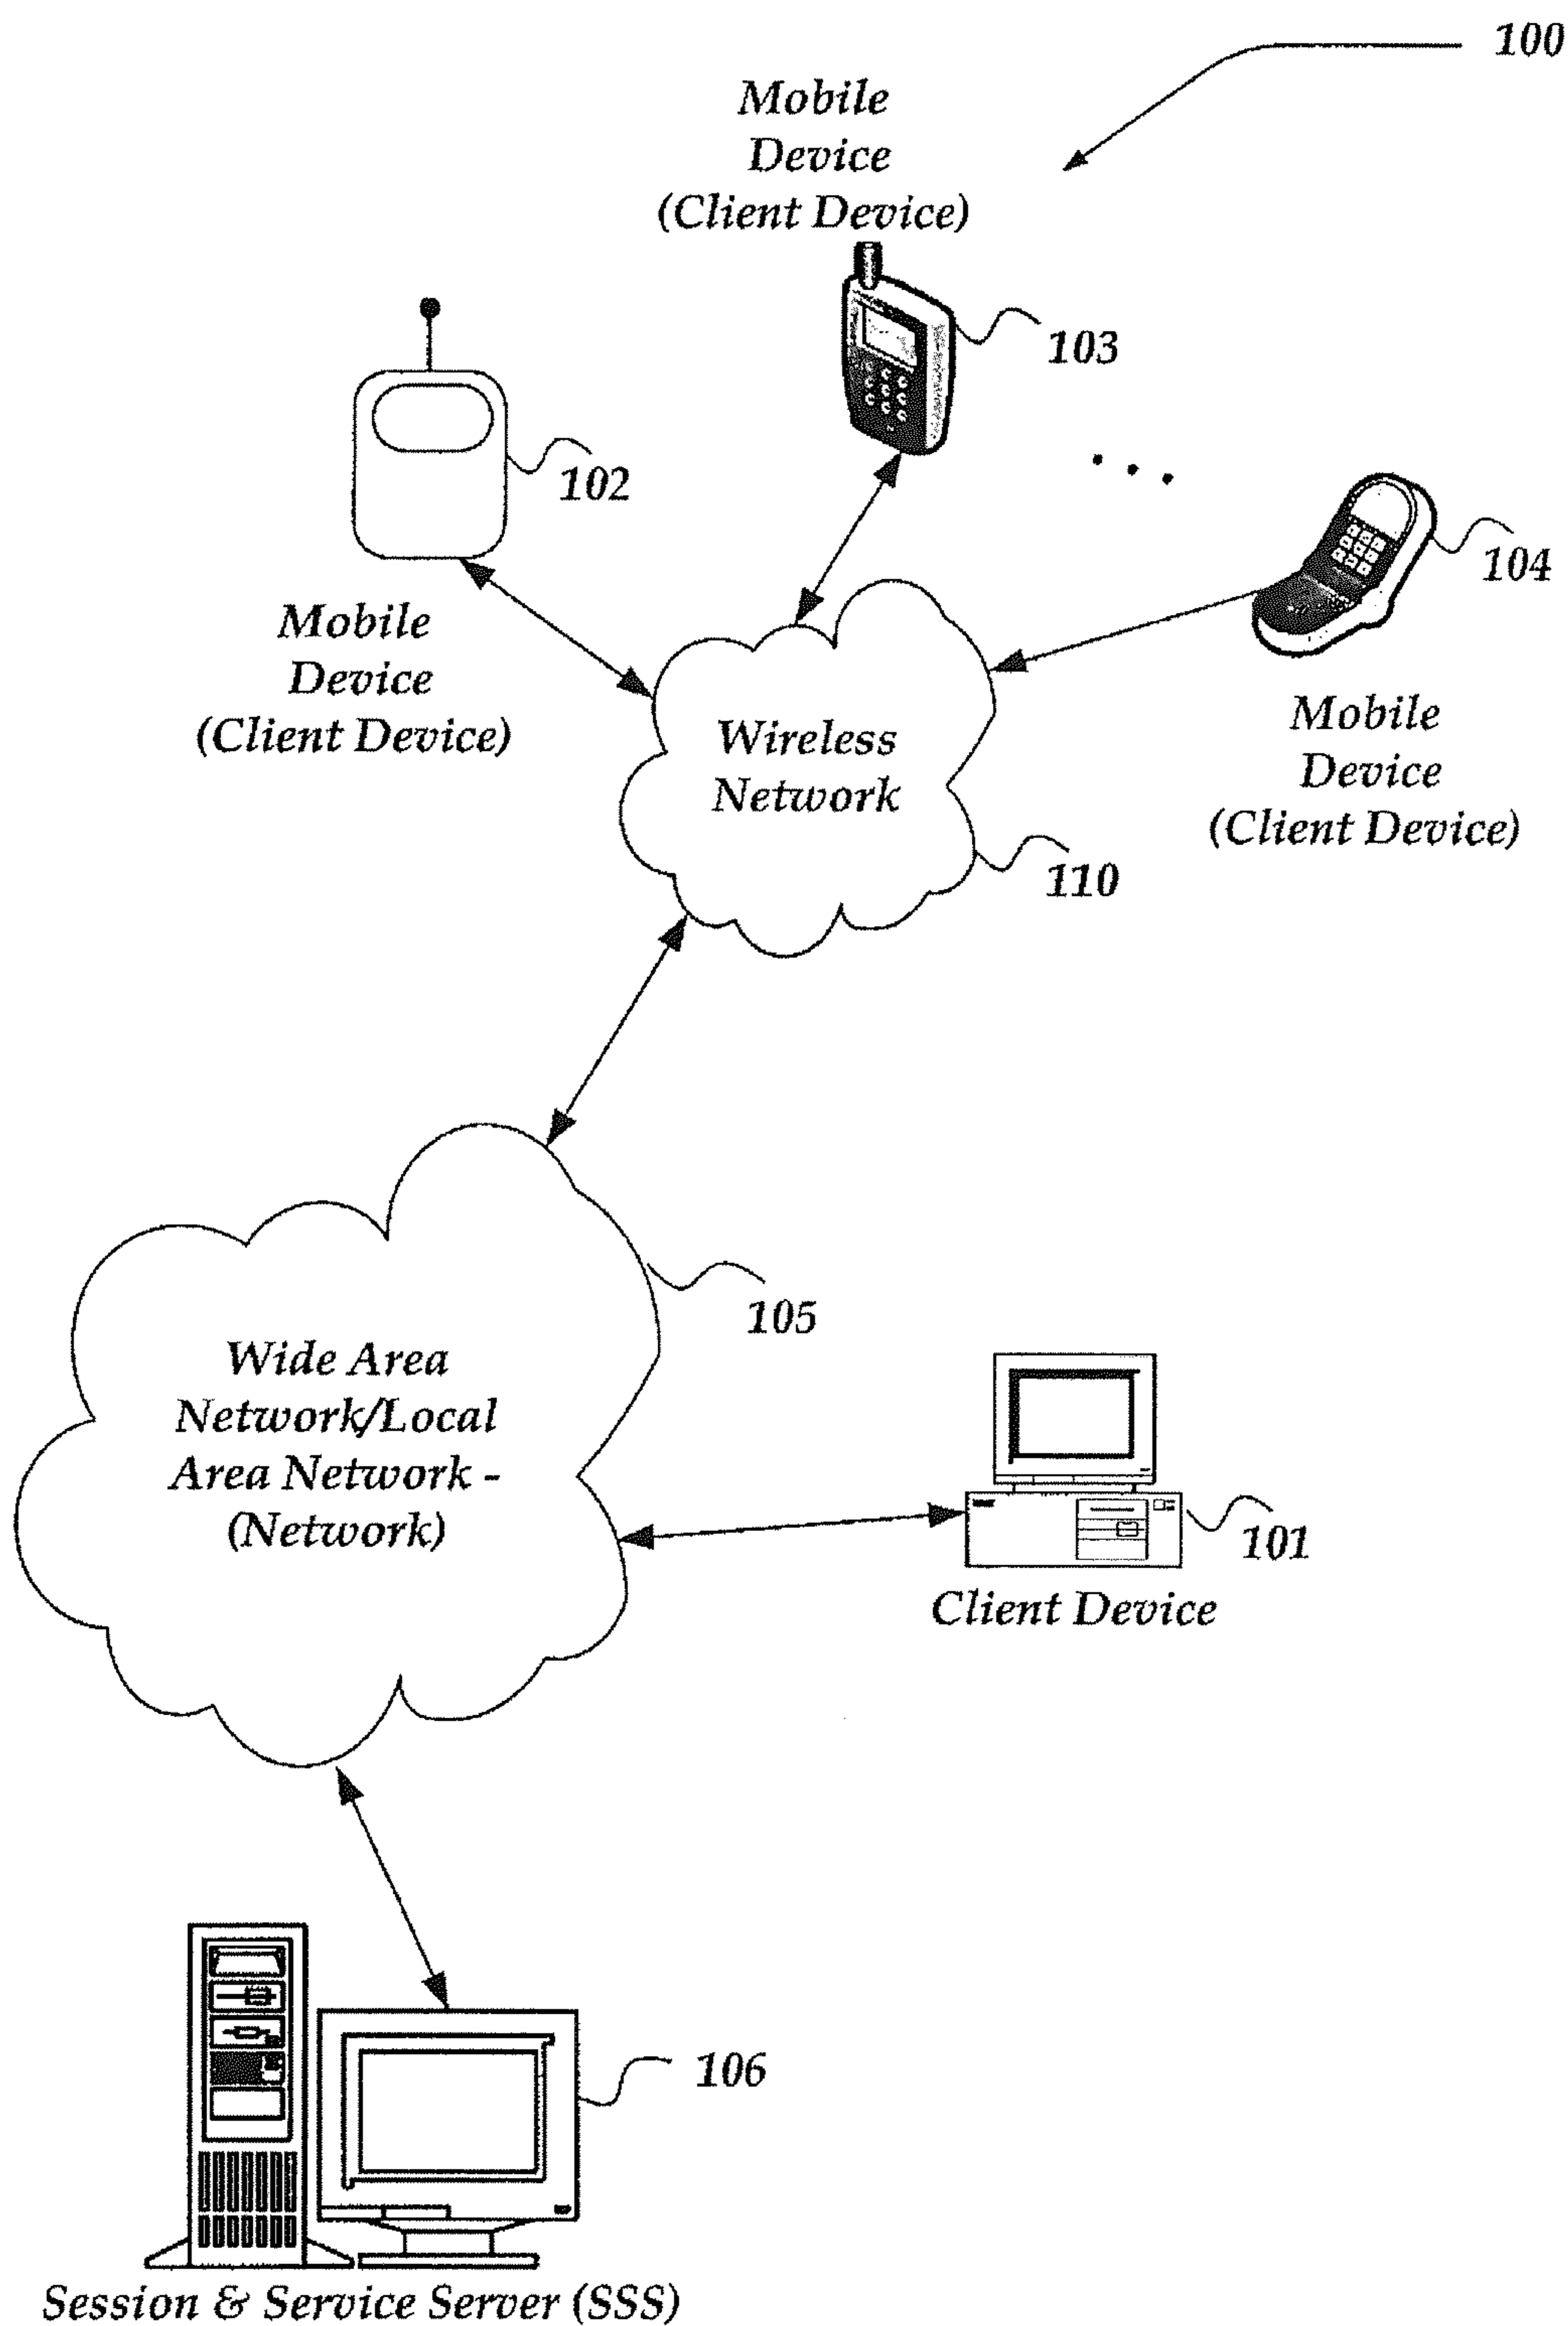 100
Mobile
Device
(Client Device)
103
102
104
Mobile
Device
(Client Device)
Wireless
Network
Mobile
Device
(Client Device)
110
105
Wide Area
Network/Local
Area Network -
(Network)
101
Client Device
106
Session & Service Server (SSS)